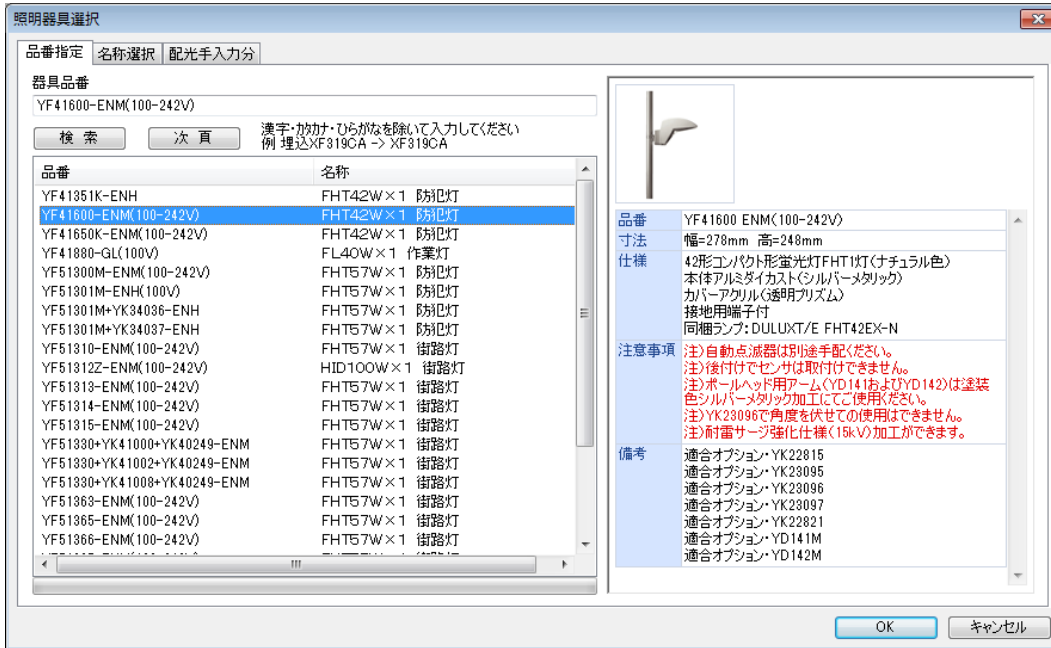 照明器具選択
品番指定 名称選択 配光手入力分
器具品番
YF41600-ENM(100-242V)
検 索 次 頁 漢字・カタカナ・ひらがなを除いて入力してください
例 埋込XF319CA -> XF319CA
品番 名称
YF41351K-ENH FHT42W×1 防犯灯
YF41600-ENM(100-242V) FHT42W×1 防犯灯
YF41650K-ENM(100-242V) FHT42W×1 防犯灯
YF41880-GL(100V) FL40W×1 作業灯
YF51300M-ENM(100-242V) FHT57W×1 防犯灯
YF51301M-ENH(100V) FHT57W×1 防犯灯
YF51301M+YK34036-ENH FHT57W×1 防犯灯
YF51301M+YK34037-ENH FHT57W×1 防犯灯
YF51310-ENM(100-242V) FHT57W×1 街路灯
YF51312Z-ENM(100-242V) HID100W×1 街路灯
YF51313-ENM(100-242V) FHT57W×1 街路灯
YF51314-ENM(100-242V) FHT57W×1 街路灯
YF51315-ENM(100-242V) FHT57W×1 街路灯
YF51330+YK41000+YK40249-ENM FHT57W×1 街路灯
YF51330+YK41002+YK40249-ENM FHT57W×1 街路灯
YF51330+YK41008+YK40249-ENM FHT57W×1 街路灯
YF51363-ENM(100-242V) FHT57W×1 街路灯
YF51365-ENM(100-242V) FHT57W×1 街路灯
YF51366-ENM(100-242V) FHT57W×1 街路灯
品番 YF41600 ENM(100-242V)
寸法 幅=278mm 高=248mm
仕様 42形コンパクト形蛍光灯FHT1灯(ナチュラル色)
本体アルミダイカスト(シルバーメタリック)
カバーアクリル(透明プリズム)
接地用端子付
同梱ランプ:DULUXT/E FHT42EX-N
注意事項 注)自動点滅器は別途手配ください。
注)後付けでセンサは取付けできません。
注)ポールヘッド用アーム(YD141およびYD142)は塗装
色シルバーメタリック加工にてご使用ください。
注)YK23096で角度を伏せての使用はできません。
注)耐雷サージ強化仕様(15kV)加工ができます。
備考 適合オプション・YK22815
適合オプション・YK23095
適合オプション・YK23096
適合オプション・YK23097
適合オプション・YK22821
適合オプション・YD141M
適合オプション・YD142M
OK キャンセル